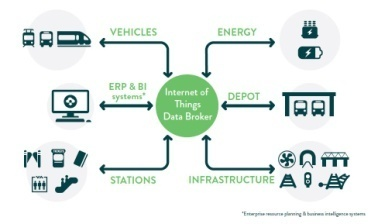 VEHICLES
ENERGY
ERP & BI
systems*
Internet of
Things
Data Broker
DEPOT
STATIONS
INFRASTRUCTURE
*Enterprise resource planning & business intelligence systems